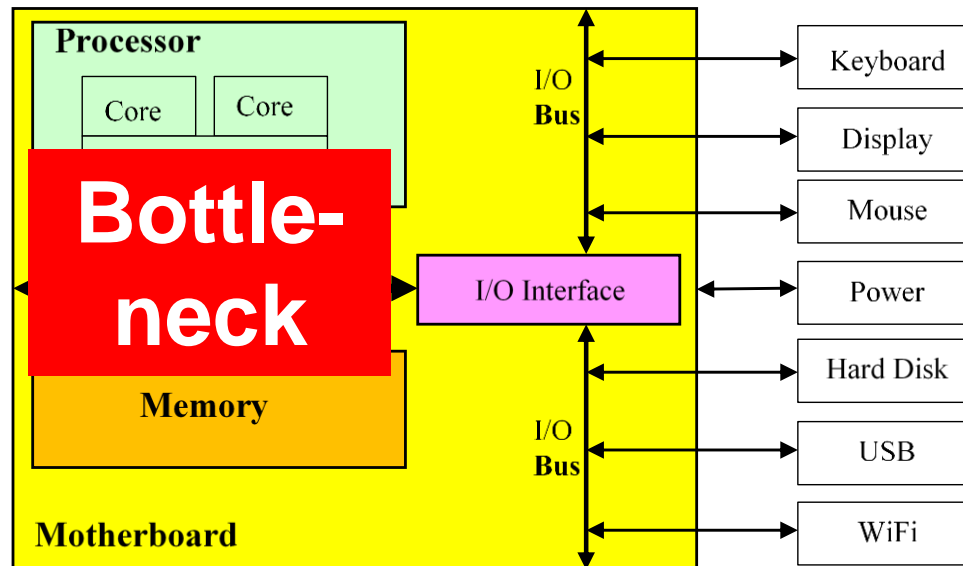 Processor
Core
Core
Bottle-
neck
Memory
Motherboard
I/O
Bus
I/O Interface
I/O
Bus
Keyboard
Display
Mouse
Power
Hard Disk
USB
WiFi